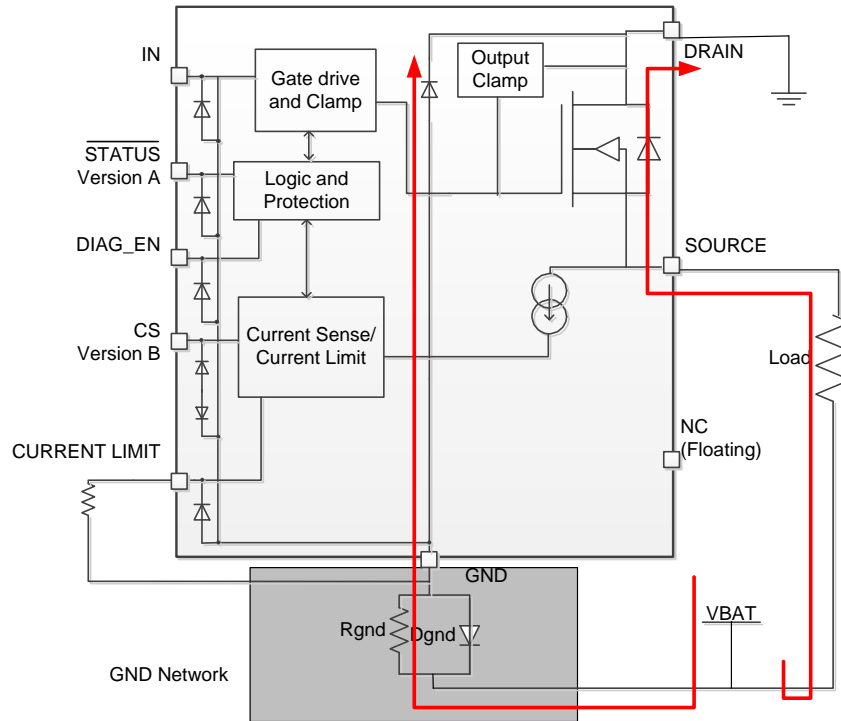 IN
STATUS
Version A
DIAG_EN
CS
Version B
CURRENT LIMIT
Gate drive
and Clamp
Logic and
Protection
Current Sense/
Current Limit
Output
Clamp
DRAIN
SOURCE
Load
NC
(Floating)
GND
Rgnd
Dgnd
VBAT
GND Network